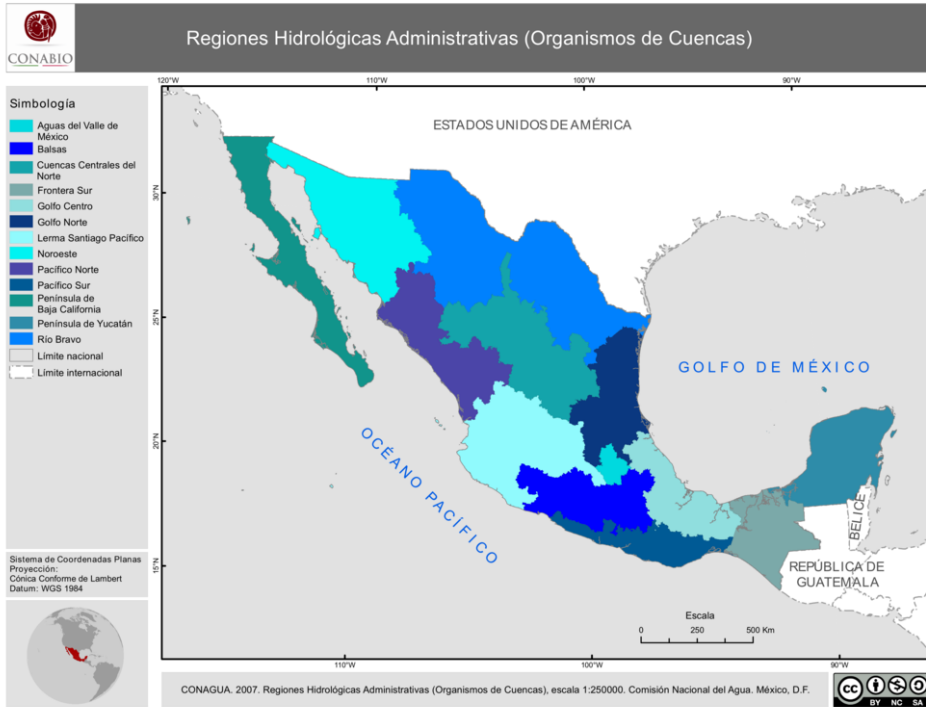 CONABIO
Regiones Hidrológicas Administrativas (Organismos de Cuencas)
120°W
110°W
100°W
90°W
Simbología
Aguas del Valle de
México
Balsas
Cuencas Centrales del
Norte
Frontera Sur
Golfo Centro
Golfo Norte
Lerma Santiago Pacífico
Noroeste
Pacífico Norte
Pacífico Sur
Península de
Baja California
Península de Yucatán
Río Bravo
Límite nacional
Límite internacional
Sistema de Coordenadas Planas
Proyección:
Cónica Conforme de Lambert
Datum: WGS 1984
ESTADOS UNIDOS DE AMÉRICA
30°N
25°N
20°N
15°N
GOLFO DE MÉXICO
OCÉANO PACÍFICO
BELICE
REPÚBLICA DE
GUATEMALA
Escala
0 250 500 Km
110°W
100°W
90°W
CONAGUA. 2007. Regiones Hidrológicas Administrativas (Organismos de Cuencas), escala 1:250000. Comisión Nacional del Agua. México, D.F.
cc
BY NC SA